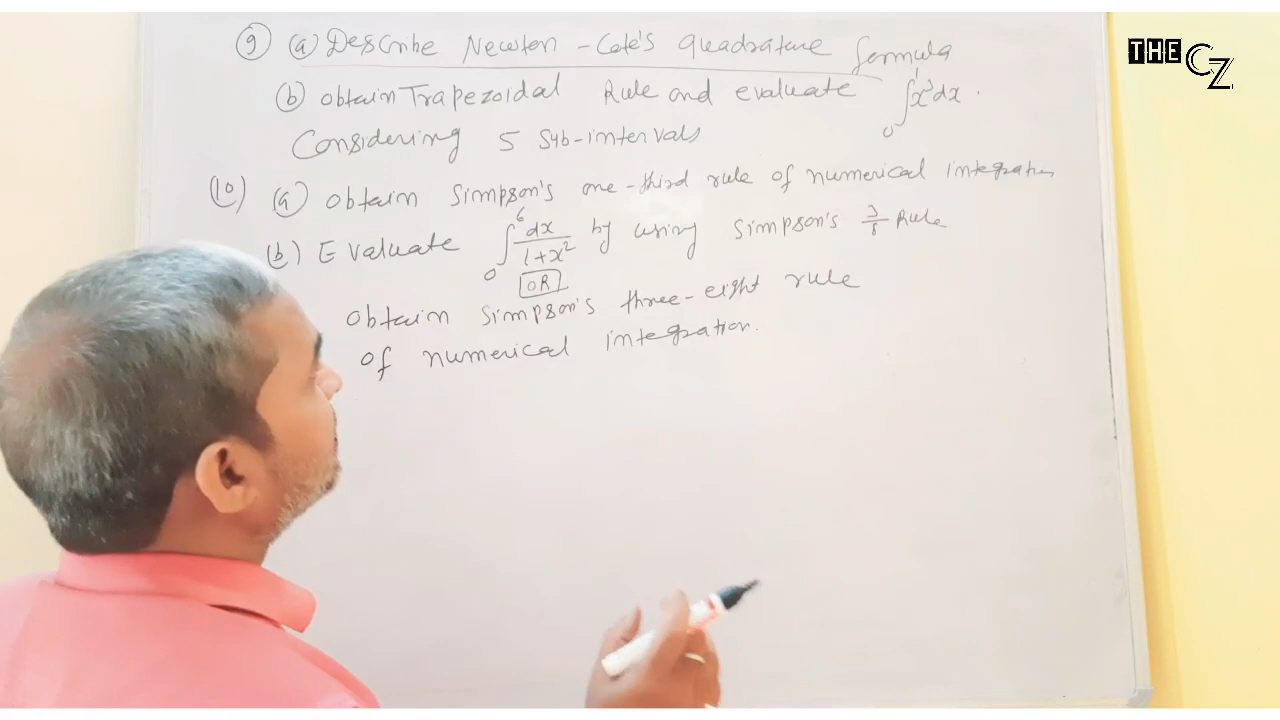 THE CZ
9 (a) Describe Newton-Cote's quadrature formula
(b) obtain Trapezoidal Rule and evaluate ∫₀¹ x³dx.
Considering 5 Sub-intervals
(10) (a) obtain Simpson's one-third rule of numerical integration
(b) Evaluate ∫₀⁶ dx/(1+x²) by using Simpson's 3/8 Rule
OR
obtain Simpson's three-eight rule
of numerical integration.